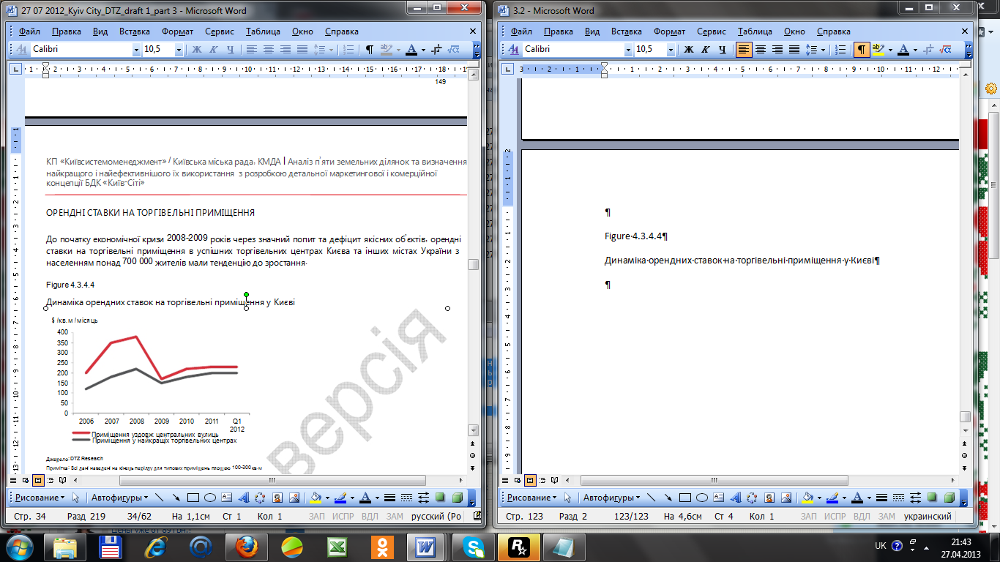 27 07 2012_Kyiv City_DTZ_draft 1_part 3 - Microsoft Word
Файл Правка Вид Вставка Формат Сервис Таблица Окно Справка
Calibri 10,5 Ж К Ч
149
КП «Київсистемоменеджмент» / Київська міська рада, КМДА | Аналіз п'яти земельних ділянок та визначення
найкращого і найефективнішого їх використання з розробкою детальної маркетингової і комерційної
концепції БДК «Київ-Сіті»
ОРЕНДНІ СТАВКИ НА ТОРГІВЕЛЬНІ ПРИМІЩЕННЯ
До початку економічної кризи 2008-2009 років через значний попит та дефіцит якісних об'єктів, орендні
ставки на торгівельні приміщення в успішних торгівельних центрах Києва та інших містах України з
населенням понад 700 000 жителів мали тенденцію до зростання.
Figure 4.3.4.4
Динаміка орендних ставок на торгівельні приміщення у Києві
$ /кв.м /місяць
400
350
300
250
200
150
100
50
0
2006 2007 2008 2009 2010 2011 Q1
2012
Приміщення уздовж центральних вулиць
Приміщення у найкращіх торгівельних центрах
Джерело: DTZ Research
Примітка: Всі дані наведені на кінець періоду для типових приміщень площею 100-300 кв.м
версія
Рисование Автофигуры
Стр. 34 Разд 219 34/62 На 1,1см Ст 1 Кол 1 ЗАП ИСПР ВДЛ ЗАМ русский (Ро
3.2 - Microsoft Word
Файл Правка Вид Вставка Формат Сервис Таблица Окно Справка
Calibri 10,5 Ж К Ч
¶
Figure·4.3.4.4¶
Динаміка·орендних·ставок·на·торгівельні·приміщення·у·Києві¶
¶
Рисование Автофигуры
Стр. 123 Разд 2 123/123 На 4,6см Ст 4 Кол 1 ЗАП ИСПР ВДЛ ЗАМ украинский
UK 21:43
27.04.2013